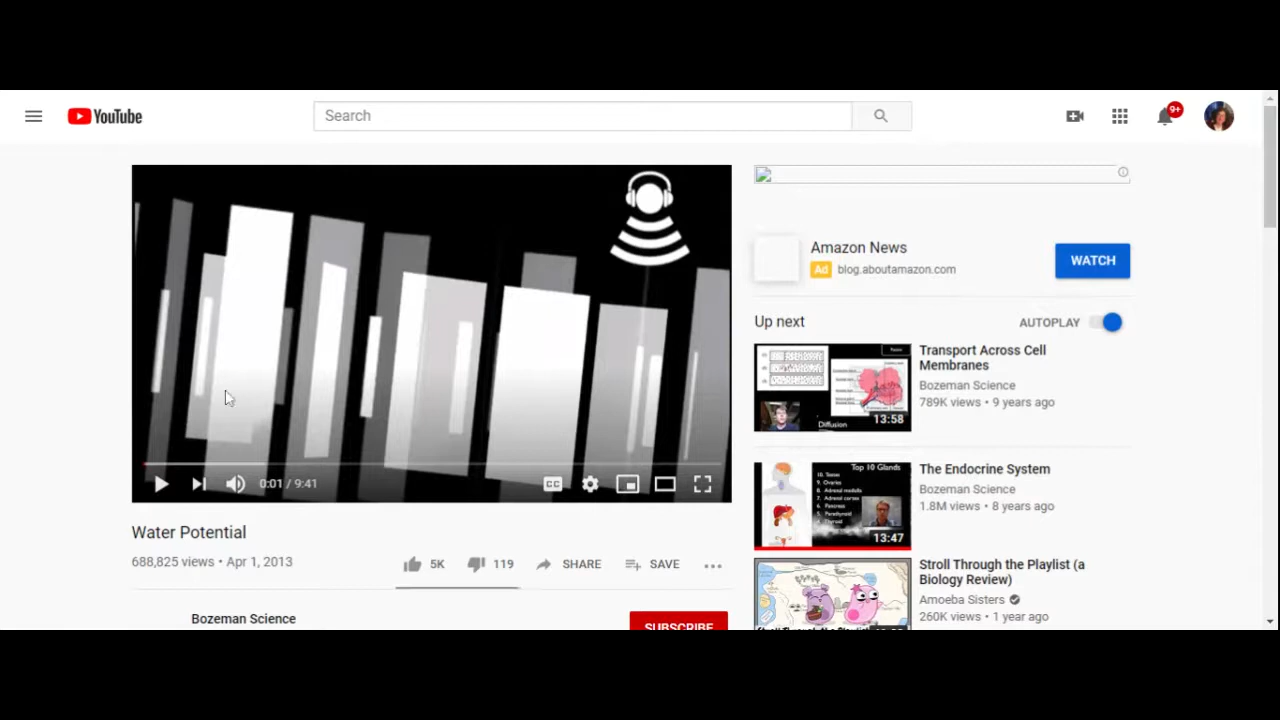 YouTube
Search
9+
Amazon News
Ad blog.aboutamazon.com
WATCH
Up next
AUTOPLAY
Transport Across Cell
Membranes
Bozeman Science
789K views • 9 years ago
Diffusion
13:58
The Endocrine System
Bozeman Science
1.8M views • 8 years ago
Top 10 Glands
13:47
Stroll Through the Playlist (a
Biology Review)
Amoeba Sisters
260K views • 1 year ago
0:01 / 9:41
CC
Water Potential
688,825 views • Apr 1, 2013
5K
119
SHARE
SAVE
Bozeman Science
SUBSCRIBE